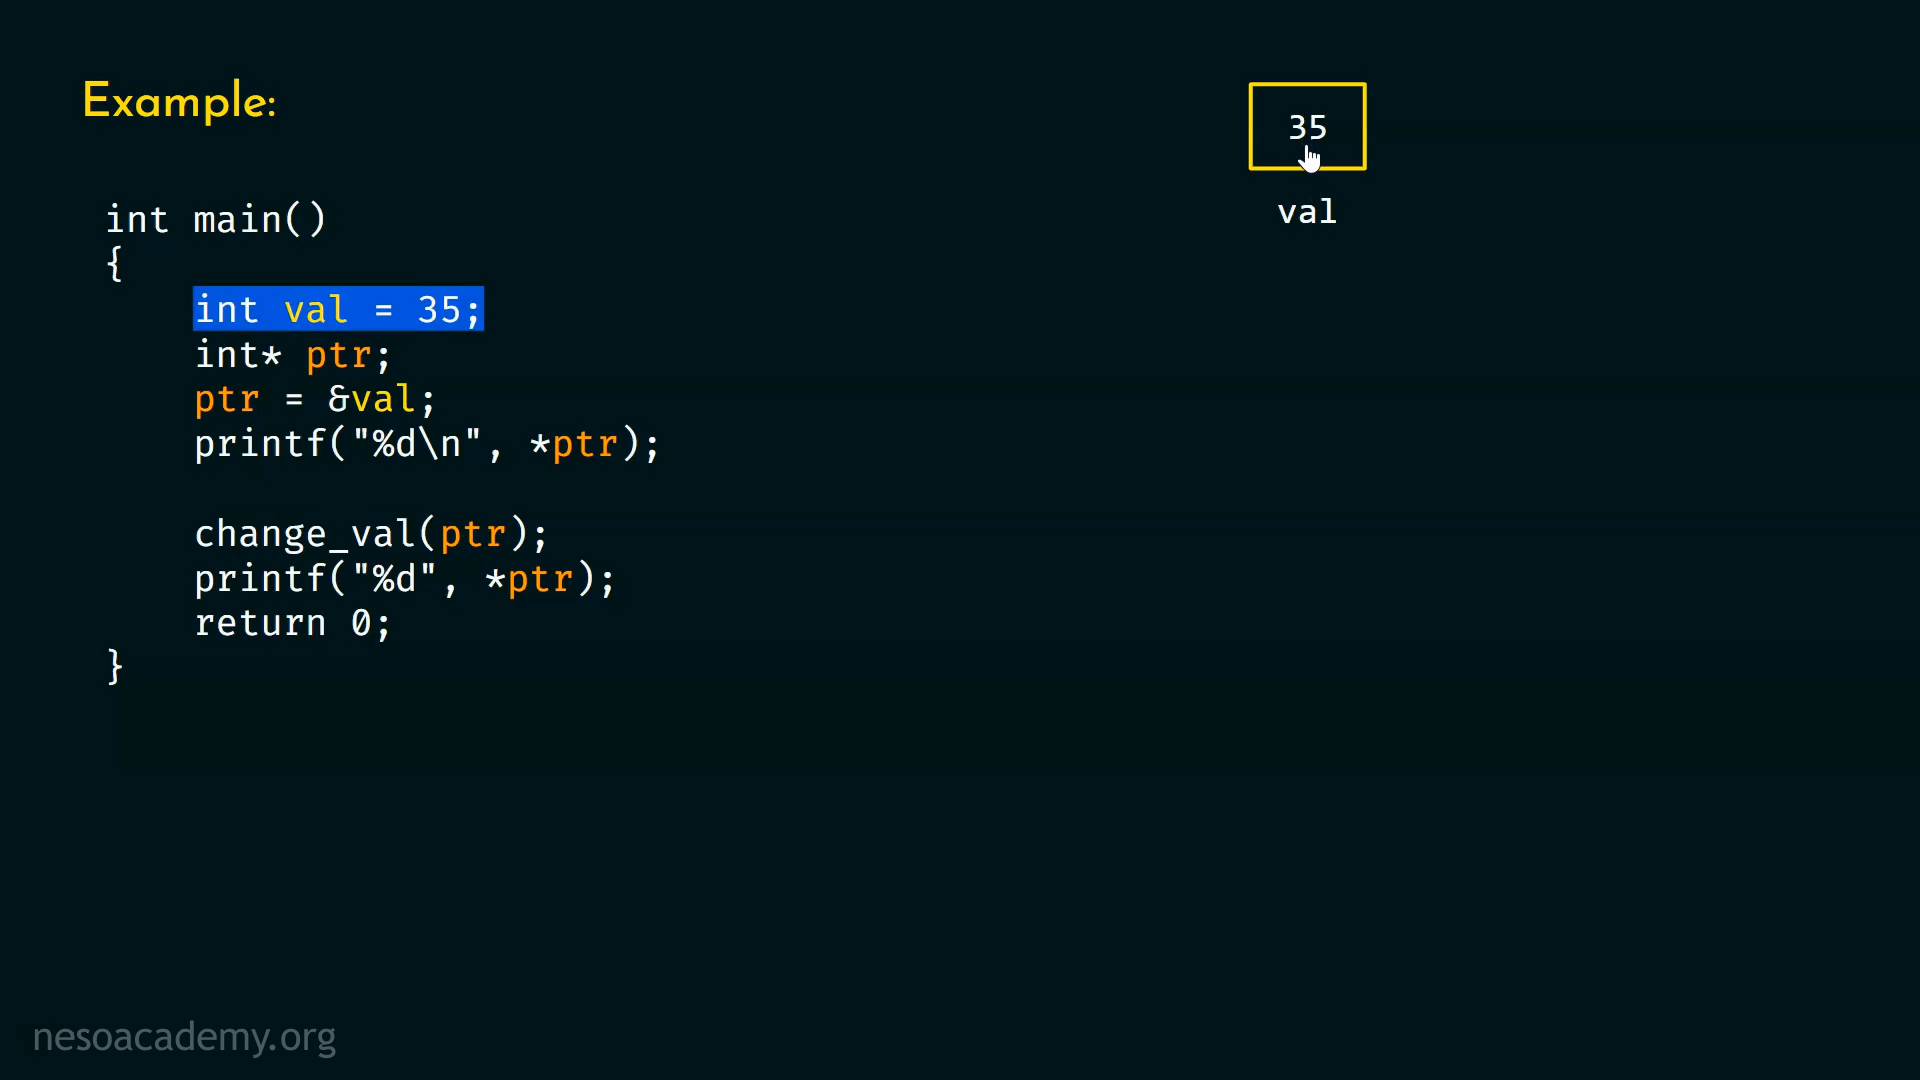 Example:
35
val
int main()
{
int val = 35;
int* ptr;
ptr = &val;
printf("%d\n", *ptr);
change_val(ptr);
printf("%d", *ptr);
return 0;
}
nesoacademy.org